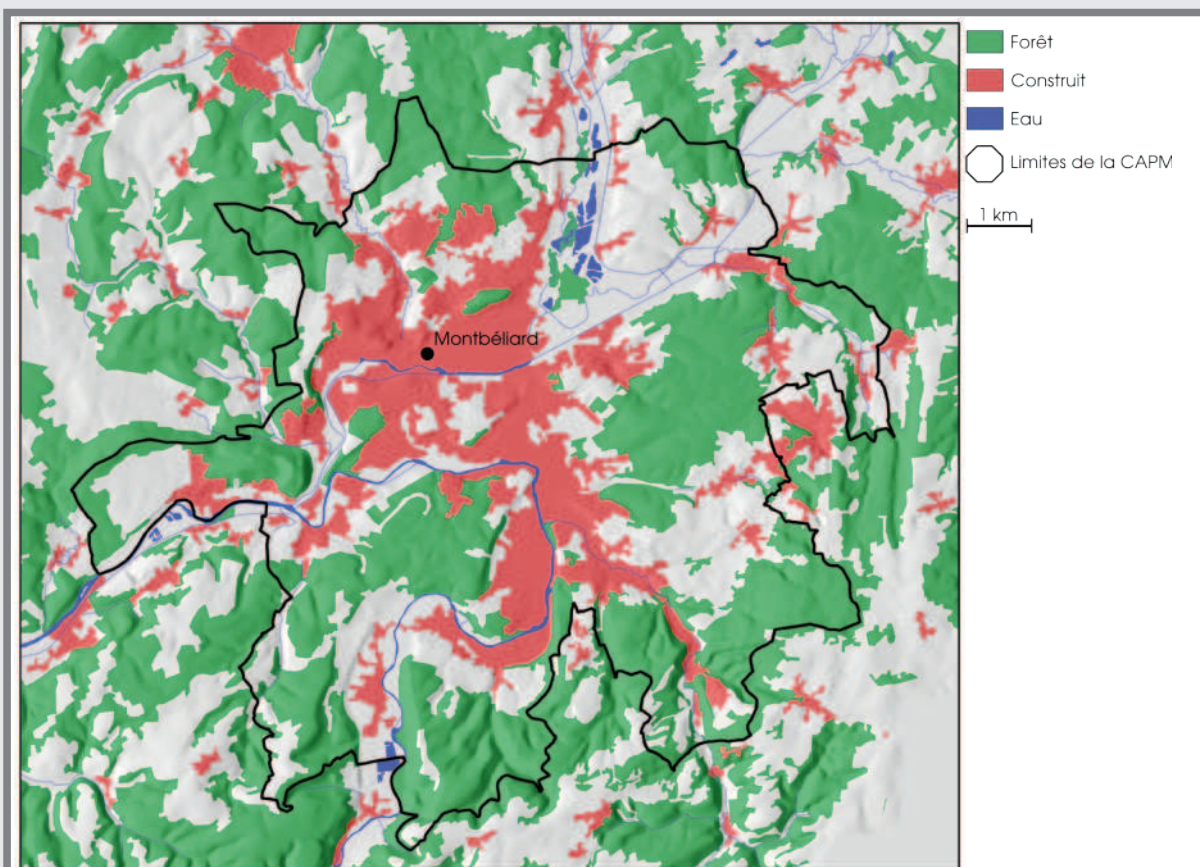 Forêt
Construit
Eau
Limites de la CAPM
1 km
Montbéliard